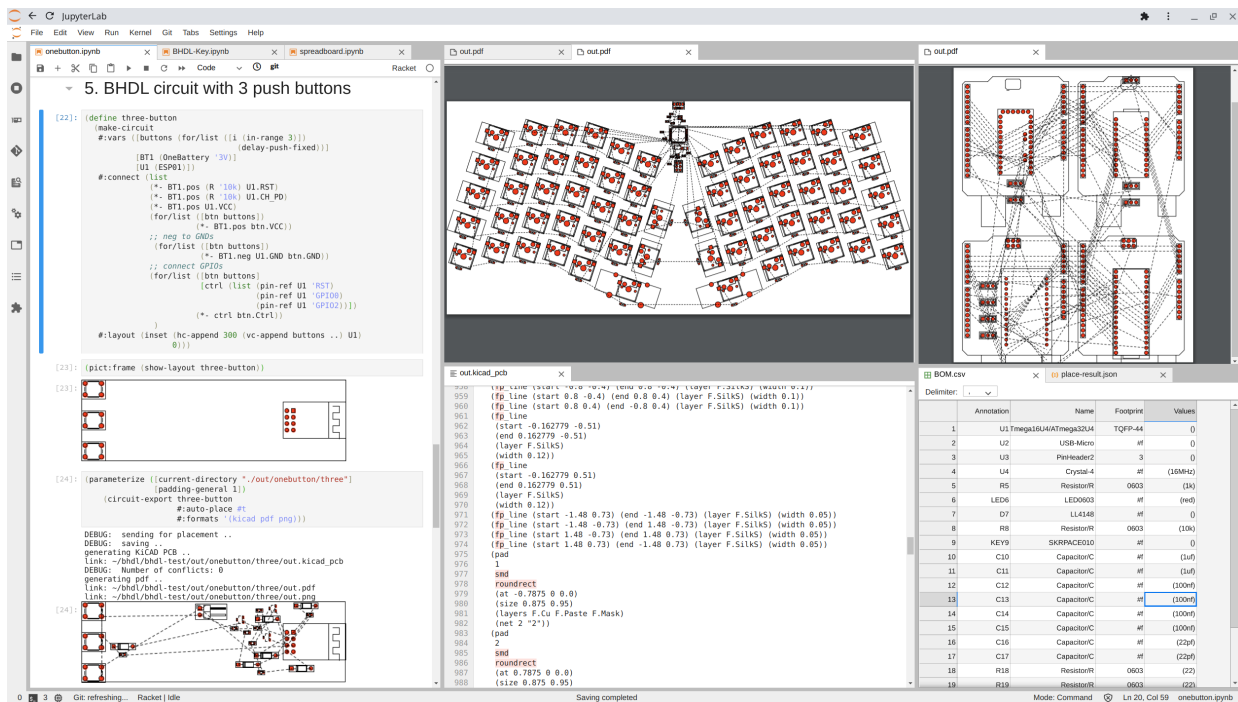 JupyterLab
File Edit View Run Kernel Git Tabs Settings Help
onebutton.ipynb
BHDL-Key.ipynb
spreadboard.ipynb
Code
git
Racket
5. BHDL circuit with 3 push buttons
[22]:
(define three-button
(make-circuit
#:vars ([buttons (for/list ([i (in-range 3)])
(delay-push-fixed))]
[BT1 (OneBattery '3V)]
[U1 (ESP01)])
#:connect (list
(*- BT1.pos (R '10k) U1.RST)
(*- BT1.pos (R '10k) U1.CH_PD)
(*- BT1.pos U1.VCC)
(for/list ([btn buttons])
(*- BT1.pos btn.VCC))
;; neg to GNDs
(for/list ([btn buttons])
(*- BT1.neg U1.GND btn.GND))
;; connect GPIOs
(for/list ([btn buttons]
[ctrl (list (pin-ref U1 'RST)
(pin-ref U1 'GPIO0)
(pin-ref U1 'GPIO2))])
(*- ctrl btn.Ctrl))
)
#:layout (inset (hc-append 300 (vc-append buttons ..) U1)
0)))
[23]: (pict:frame (show-layout three-button))
[23]:
[24]: (parameterize ([current-directory "./out/onebutton/three"]
[padding-general 1])
(circuit-export three-button
#:auto-place #t
#:formats '(kicad pdf png)))
DEBUG:  sending for placement ..
DEBUG:  saving ..
generating KiCAD PCB ..
link: ~/bhdl/bhdl-test/out/onebutton/three/out.kicad_pcb
DEBUG:  Number of conflicts: 0
generating pdf ..
link: ~/bhdl/bhdl-test/out/onebutton/three/out.pdf
link: ~/bhdl/bhdl-test/out/onebutton/three/out.png
[24]:
out.pdf
out.pdf
out.pdf
out.kicad_pcb
958 (fp_line (start -0.8 -0.4) (end 0.8 -0.4) (layer F.SilkS) (width 0.1))
959 (fp_line (start 0.8 -0.4) (end 0.8 0.4) (layer F.SilkS) (width 0.1))
960 (fp_line (start 0.8 0.4) (end -0.8 0.4) (layer F.SilkS) (width 0.1))
961 (fp_line
962 (start -0.162779 -0.51)
963 (end 0.162779 -0.51)
964 (layer F.SilkS)
965 (width 0.12))
966 (fp_line
967 (start -0.162779 0.51)
968 (end 0.162779 0.51)
969 (layer F.SilkS)
970 (width 0.12))
971 (fp_line (start -1.48 0.73) (end -1.48 -0.73) (layer F.SilkS) (width 0.05))
972 (fp_line (start -1.48 -0.73) (end 1.48 -0.73) (layer F.SilkS) (width 0.05))
973 (fp_line (start 1.48 -0.73) (end 1.48 0.73) (layer F.SilkS) (width 0.05))
974 (fp_line (start 1.48 0.73) (end -1.48 0.73) (layer F.SilkS) (width 0.05))
975 (pad
976 1
977 smd
978 roundrect
979 (at -0.7875 0 0.0)
980 (size 0.875 0.95)
981 (layers F.Cu F.Paste F.Mask)
982 (net 2 "2"))
983 (pad
984 2
985 smd
986 roundrect
987 (at 0.7875 0 0.0)
988 (size 0.875 0.95)
BOM.csv
place-result.json
Delimiter: ,
Annotation Name Footprint Values
1 U1 Tmega16U4/ATmega32U4 TQFP-44 ()
2 U2 USB-Micro #f ()
3 U3 PinHeader2 3 ()
4 U4 Crystal-4 #f (16MHz)
5 R5 Resistor/R 0603 (1k)
6 LED6 LED0603 #f (red)
7 D7 LL4148 #f ()
8 R8 Resistor/R 0603 (10k)
9 KEY9 SKRPACE010 #f ()
10 C10 Capacitor/C #f (1uf)
11 C11 Capacitor/C #f (1uf)
12 C12 Capacitor/C #f (100nf)
13 C13 Capacitor/C #f (100nf)
14 C14 Capacitor/C #f (100nf)
15 C15 Capacitor/C #f (100nf)
16 C16 Capacitor/C #f (22pf)
17 C17 Capacitor/C #f (22pf)
18 R18 Resistor/R 0603 (22)
19 R19 Resistor/R 0603 (22)
0 3 Git: refreshing... Racket | Idle
Saving completed
Mode: Command Ln 20, Col 59 onebutton.ipynb